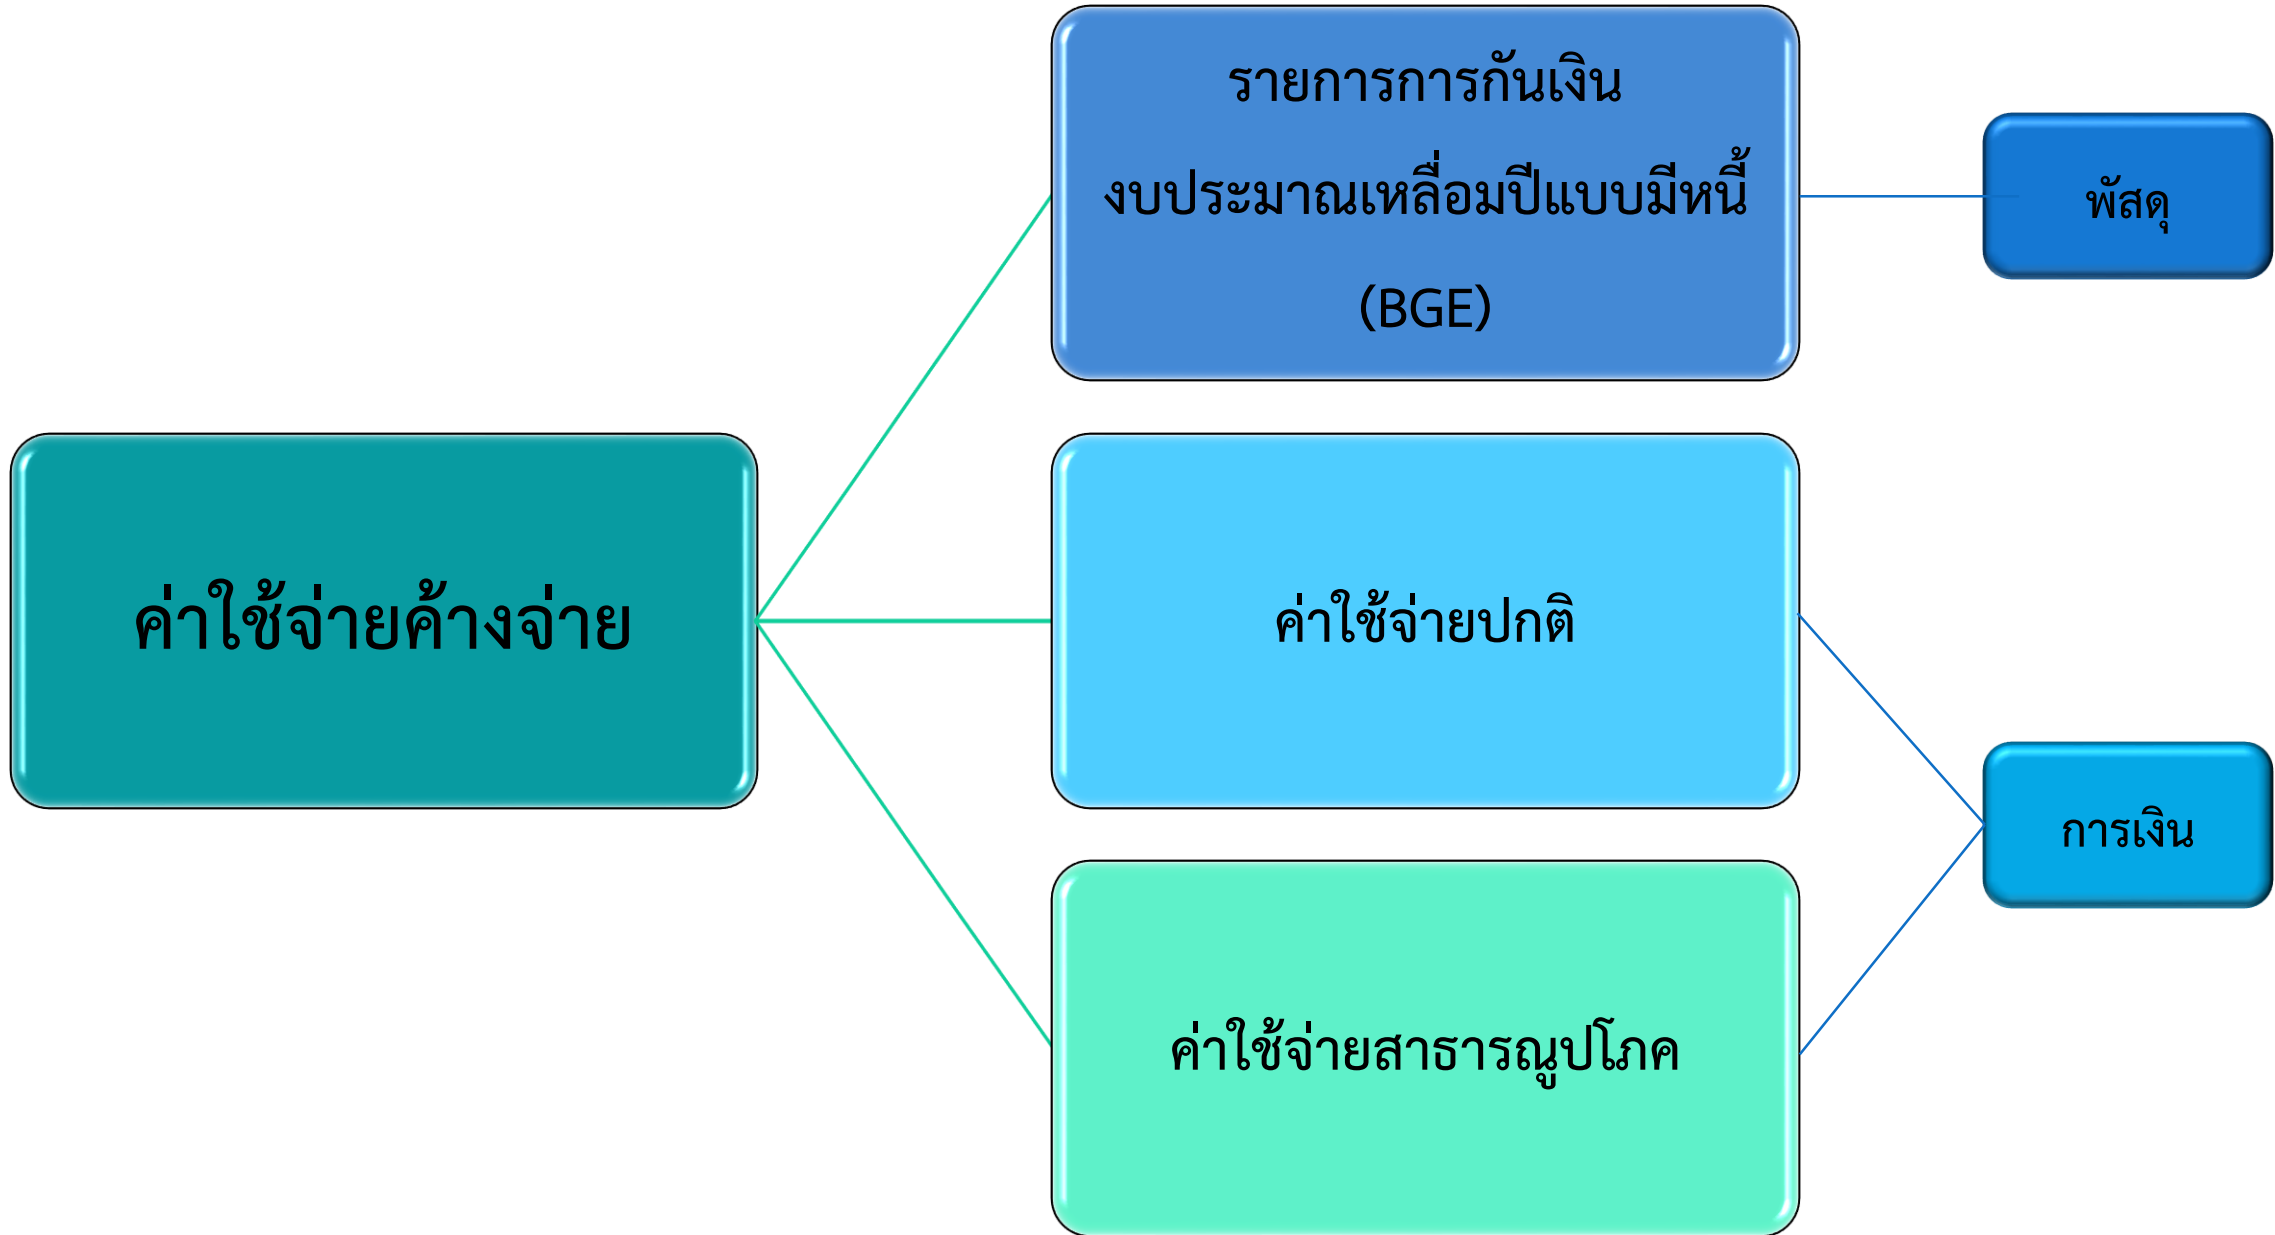 ค่าใช้จ่ายค้างจ่าย
รายการการกันเงิน
งบประมาณเหลื่อมปีแบบมีหนี้
(BGE)
พัสดุ
ค่าใช้จ่ายปกติ
การเงิน
ค่าใช้จ่ายสาธารณูปโภค